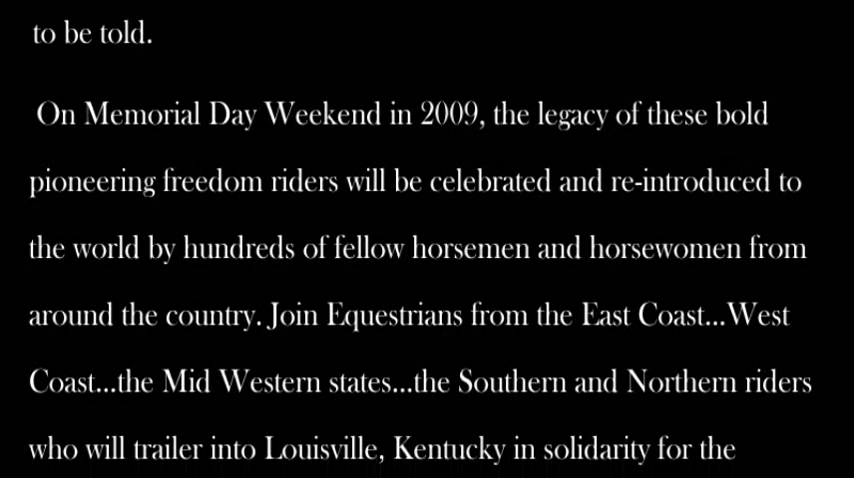 to be told.
On Memorial Day Weekend in 2009, the legacy of these bold
pioneering freedom riders will be celebrated and re-introduced to
the world by hundreds of fellow horsemen and horsewomen from
around the country. Join Equestrians from the East Coast...West
Coast...the Mid Western states...the Southern and Northern riders
who will trailer into Louisville, Kentucky in solidarity for the